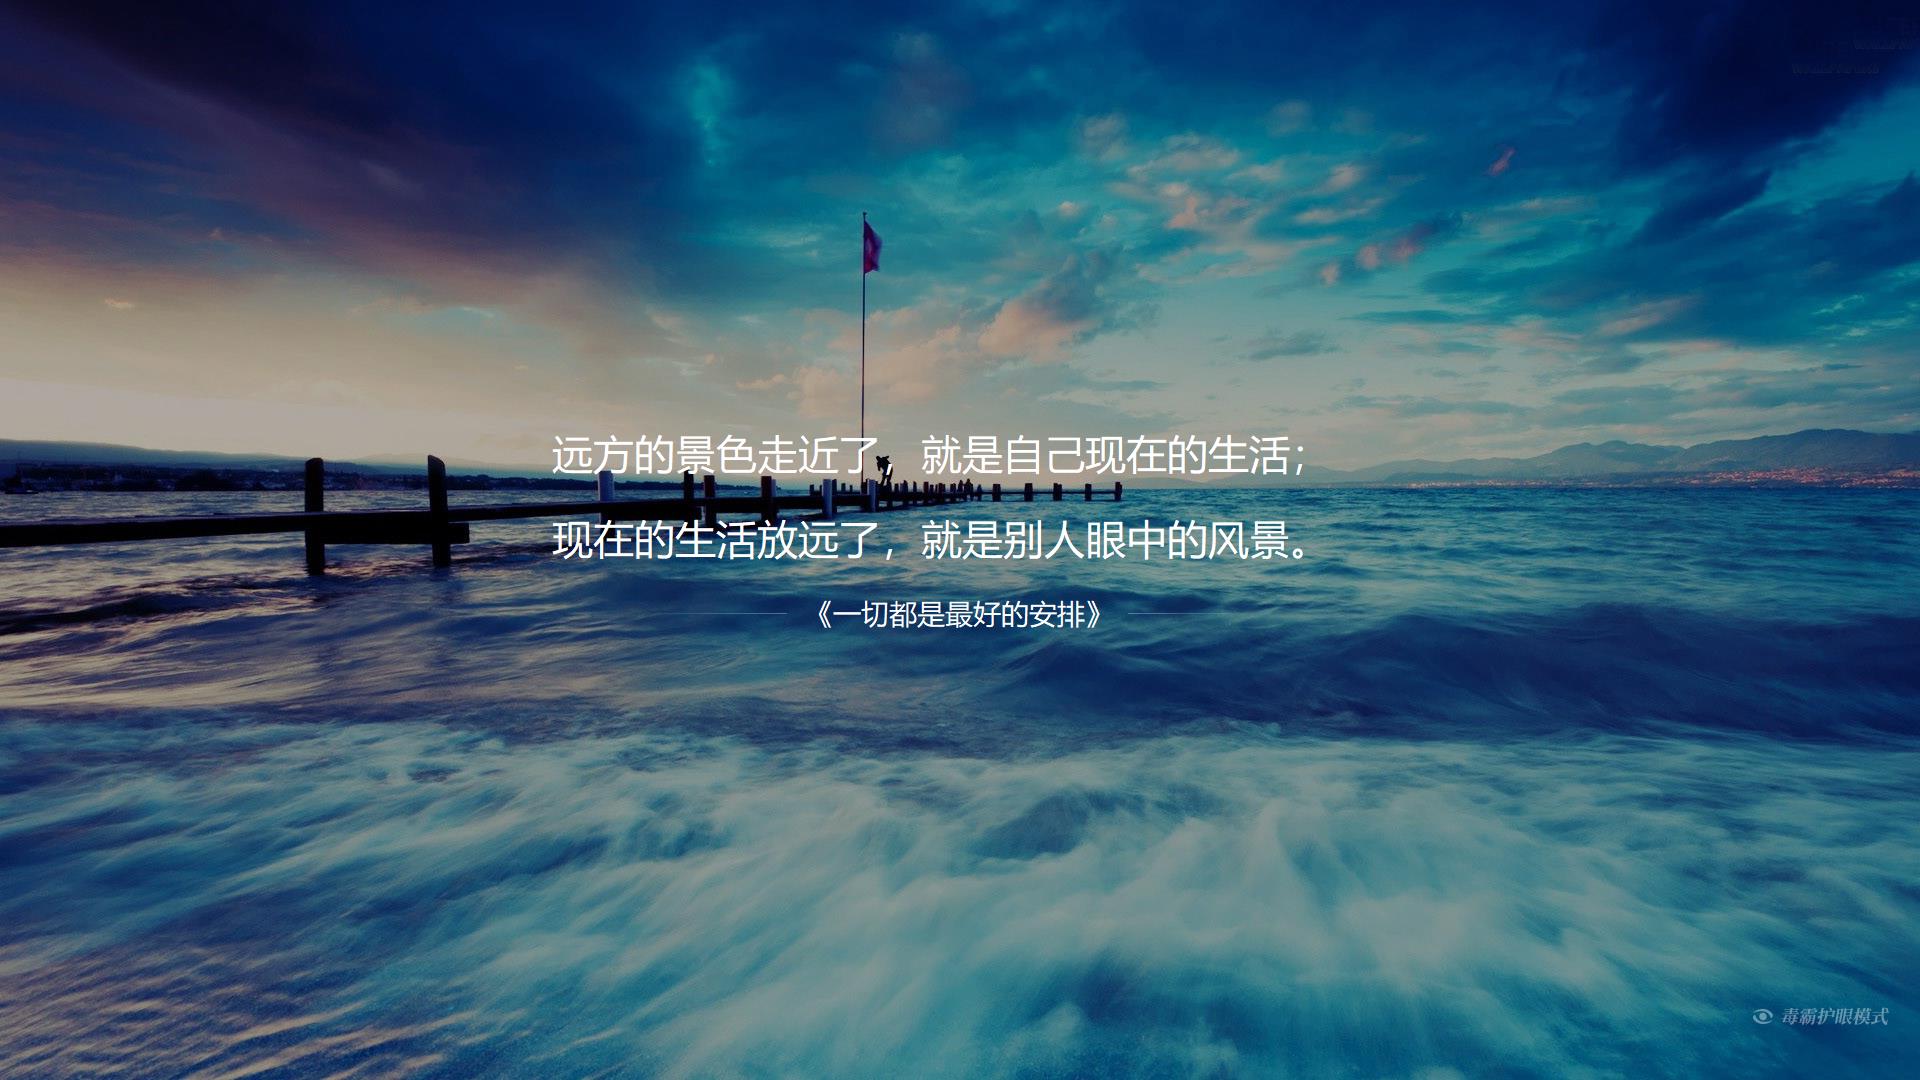 远方的景色走近了，就是自己现在的生活；
现在的生活放远了，就是别人眼中的风景。
《一切都是最好的安排》
毒霸护眼模式